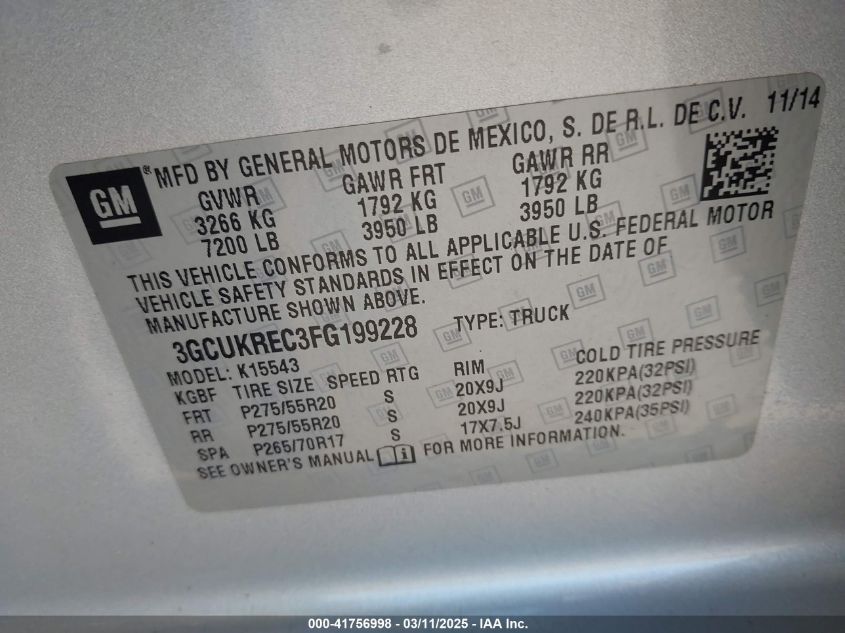 GM ® MFD BY GENERAL MOTORS DE MEXICO, S. DE R.L. DE C.V. 11/14
GVWR GAWR FRT GAWR RR
3266 KG 1792 KG 1792 KG
7200 LB 3950 LB 3950 LB
THIS VEHICLE CONFORMS TO ALL APPLICABLE U.S. FEDERAL MOTOR
VEHICLE SAFETY STANDARDS IN EFFECT ON THE DATE OF
MANUFACTURE SHOWN ABOVE.
3GCUKREC3FG199228 TYPE: TRUCK
MODEL: K15543
KGBF TIRE SIZE SPEED RTG RIM COLD TIRE PRESSURE
FRT P275/55R20 S 20X9J 220KPA(32PSI)
RR P275/55R20 S 20X9J 220KPA(32PSI)
SPA P265/70R17 S 17X7.5J 240KPA(35PSI)
SEE OWNER'S MANUAL FOR MORE INFORMATION.
000-41756998 | 03/11/2025 - IAA Inc.